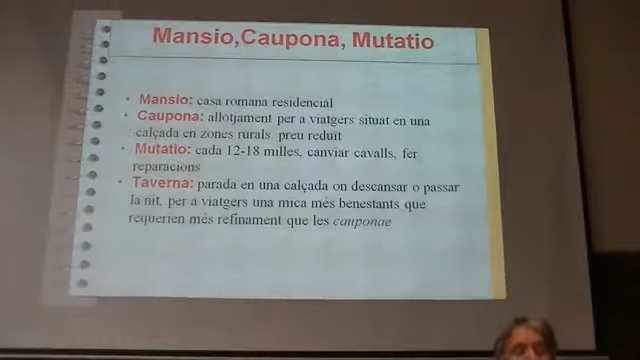 Mansio,Caupona, Mutatio
• Mansio: casa romana residencial
• Caupona: allotjament per a viatgers situat en una
calçada en zones rurals. preu reduït
• Mutatio: cada 12-18 milles, canviar cavalls, fer
reparacions
• Taverna: parada en una calçada on descansar o passar
la nit, per a viatgers una mica més benestants que
requerien més refinament que les cauponae